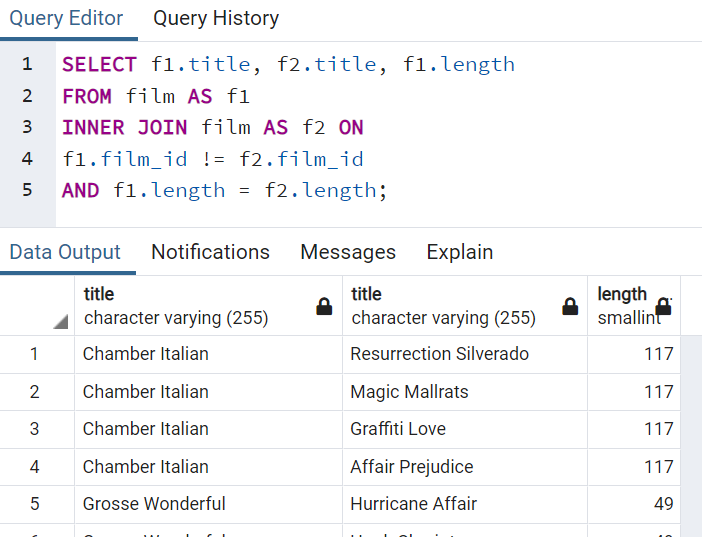 Query Editor Query History
1 SELECT f1.title, f2.title, f1.length
2 FROM film AS f1
3 INNER JOIN film AS f2 ON
4 f1.film_id != f2.film_id
5 AND f1.length = f2.length;
Data Output Notifications Messages Explain
title title length
character varying (255) character varying (255) smallint
1 Chamber Italian Resurrection Silverado 117
2 Chamber Italian Magic Mallrats 117
3 Chamber Italian Graffiti Love 117
4 Chamber Italian Affair Prejudice 117
5 Grosse Wonderful Hurricane Affair 49